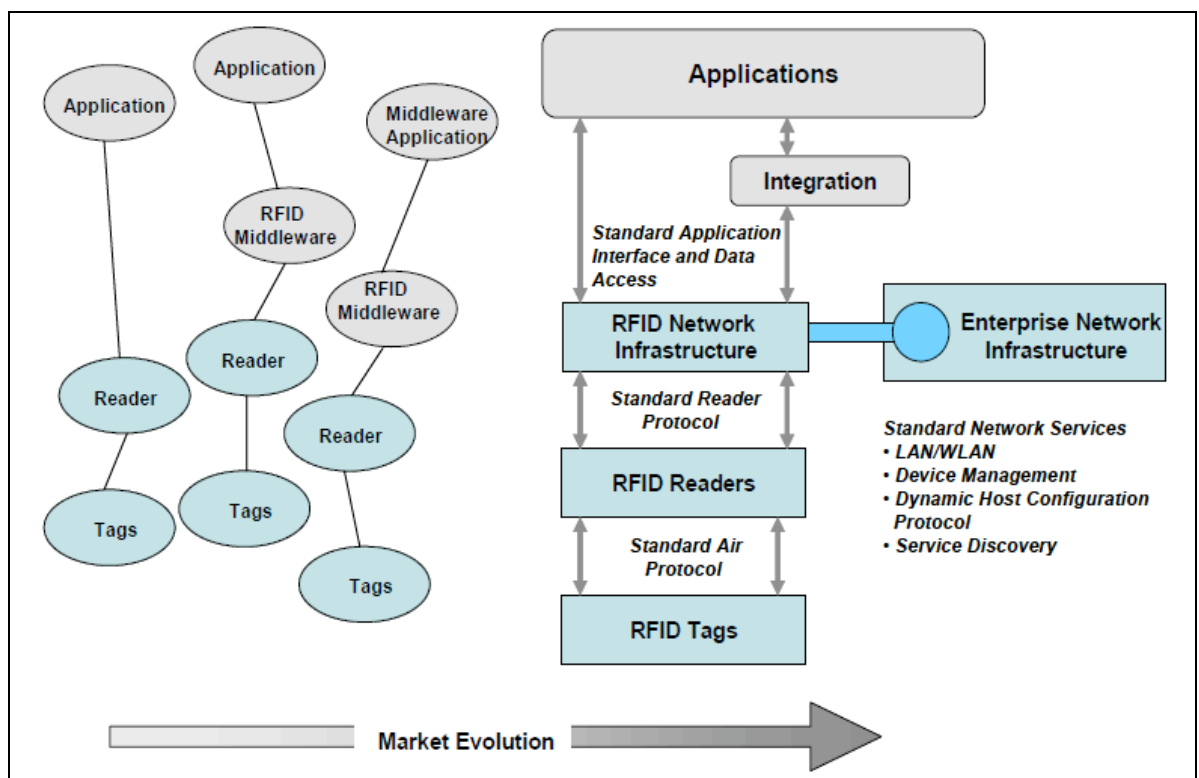 Application
Reader
Tags
Application
RFID
Middleware
Reader
Tags
Middleware
Application
RFID
Middleware
Reader
Tags
Applications
Integration
Standard Application
Interface and Data
Access
RFID Network
Infrastructure
Enterprise Network
Infrastructure
Standard Reader
Protocol
RFID Readers
Standard Air
Protocol
RFID Tags
Standard Network Services
• LAN/WLAN
• Device Management
• Dynamic Host Configuration
Protocol
• Service Discovery
Market Evolution